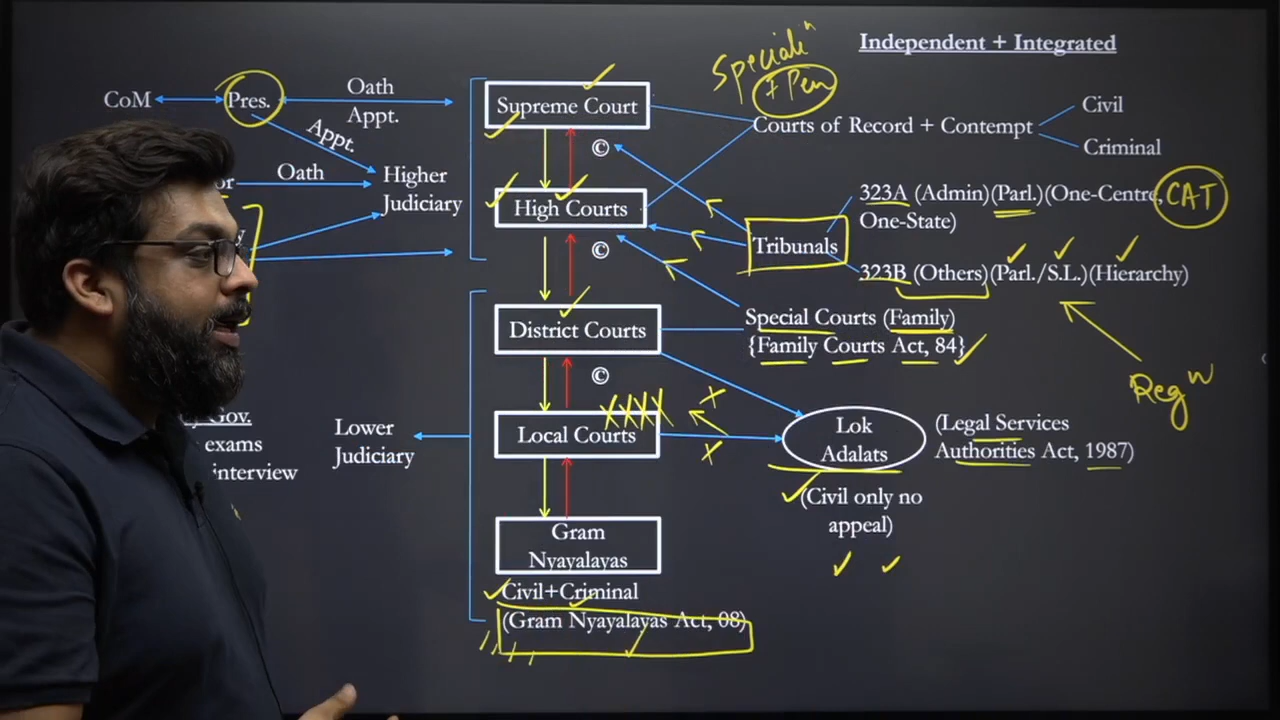 Independent + Integrated
Speciali"
+ Pen
CoM
Pres.
Oath
Appt.
Appt.
Supreme Court
Courts of Record + Contempt
Civil
Criminal
or
Oath
Higher
Judiciary
©
High Courts
Tribunals
323A (Admin)(Parl.)(One-Centre,
One-State)
CAT
323B (Others)(Parl./S.L.)(Hierarchy)
©
District Courts
Special Courts (Family)
{Family Courts Act, 84}
Reg
©
Gov.
exams
interview
Lower
Judiciary
XXXX
Local Courts
x
x
Lok
Adalats
(Legal Services
Authorities Act, 1987)
(Civil only no
appeal)
Gram
Nyayalayas
Civil+Criminal
(Gram Nyayalayas Act, 08)